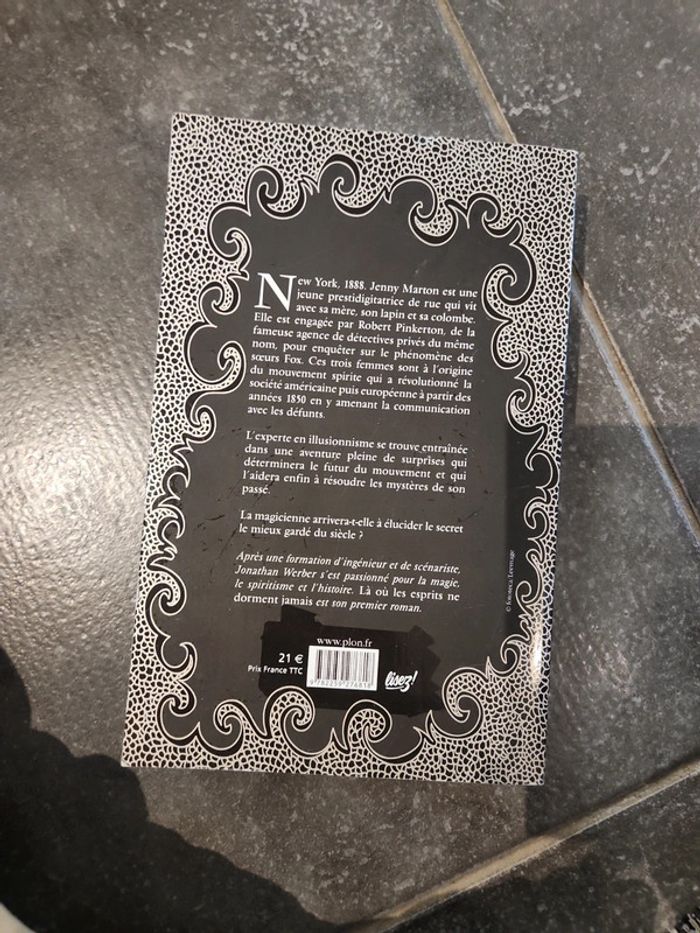 New York, 1888. Jenny Marton est une
jeune prestidigitatrice de rue qui vit
avec sa mère, son lapin et sa colombe.
Elle est engagée par Robert Pinkerton, de la
fameuse agence de détectives privés du même
nom, pour enquêter sur le phénomène des
sœurs Fox. Ces trois femmes sont à l'origine
du mouvement spirite qui a révolutionné la
société américaine puis européenne à partir des
années 1850 en y amenant la communication
avec les défunts.
L'experte en illusionnisme se trouve entraînée
dans une aventure pleine de surprises qui
déterminera le futur du mouvement et qui
l'aidera enfin à résoudre les mystères de son
passé.
La magicienne arrivera-t-elle à élucider le secret
le mieux gardé du siècle ?
Après une formation d'ingénieur et de scénariste,
Jonathan Werber s'est passionné pour la magie,
le spiritisme et l'histoire. Là où les esprits ne
dorment jamais est son premier roman.
© fototeca Leemage
www.plon.fr
21 €
Prix France TTC
9 782259 276818
lisez!